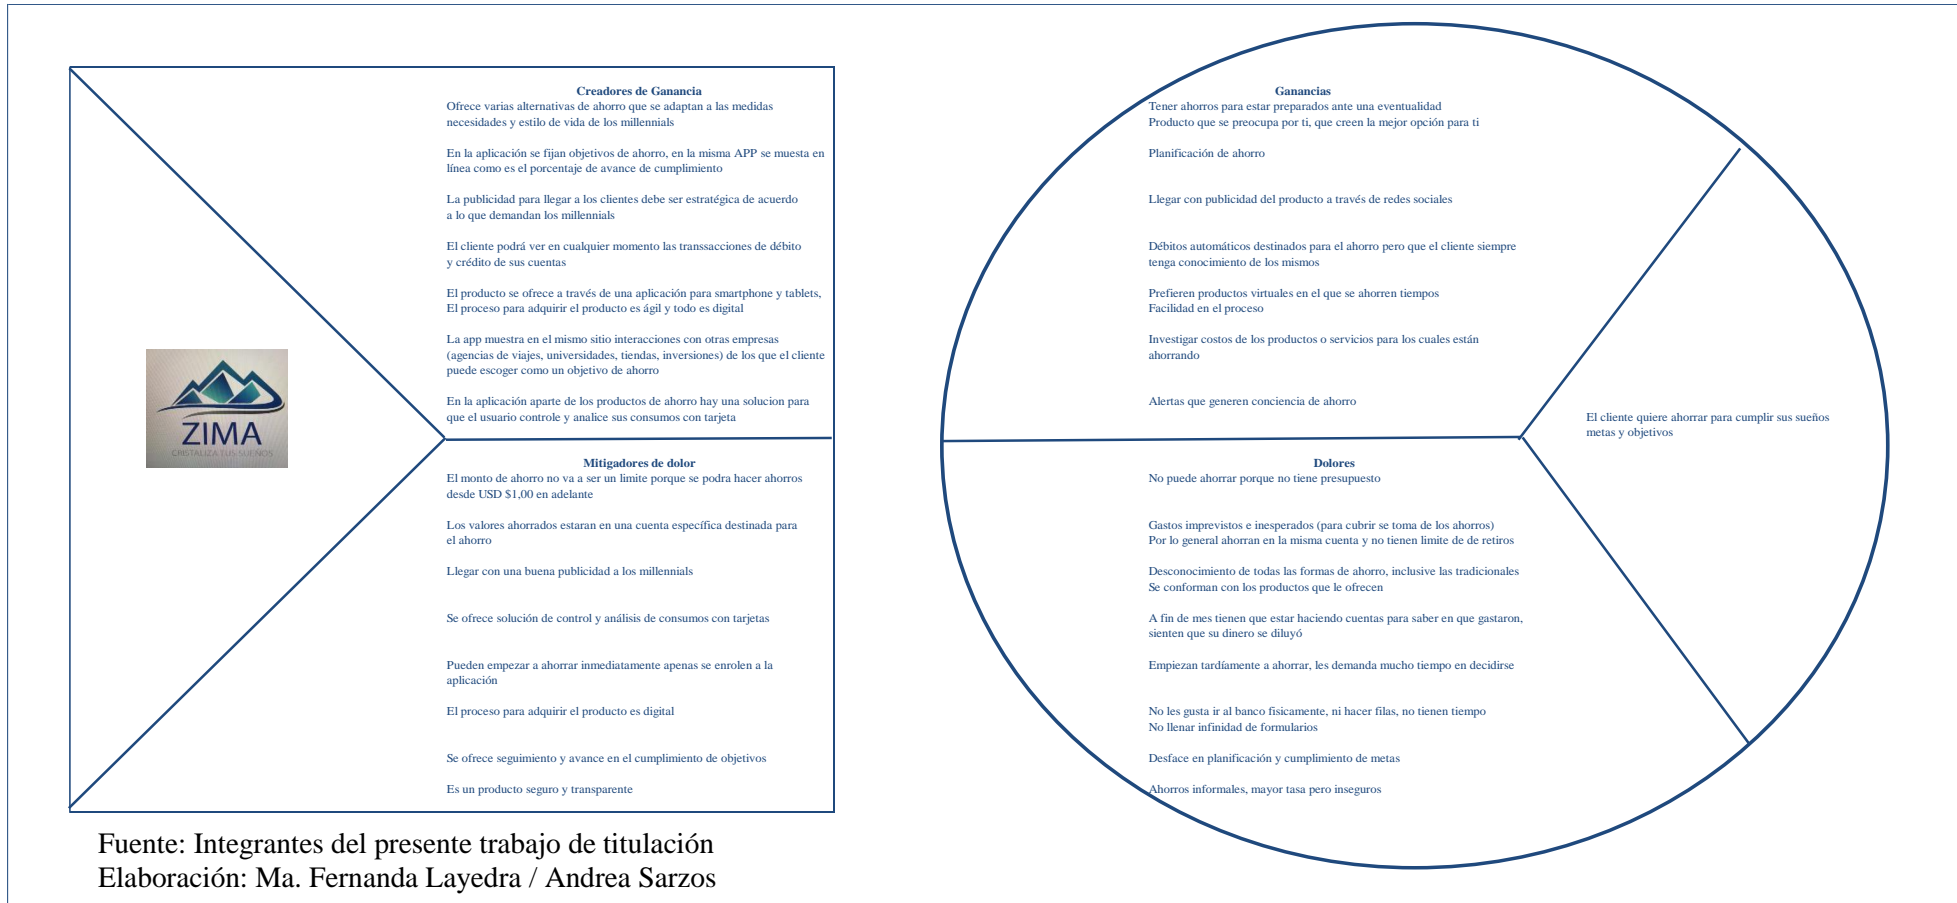 Creadores de Ganancia
Ofrece varias alternativas de ahorro que se adaptan a las medidas
necesidades y estilo de vida de los millennials
En la aplicación se fijan objetivos de ahorro, en la misma APP se muesta en
línea como es el porcentaje de avance de cumplimiento
La publicidad para llegar a los clientes debe ser estratégica de acuerdo
a lo que demandan los millennials
El cliente podrá ver en cualquier momento las transsacciones de débito
y crédito de sus cuentas
El producto se ofrece a través de una aplicación para smartphone y tablets,
El proceso para adquirir el producto es ágil y todo es digital
La app muestra en el mismo sitio interacciones con otras empresas
(agencias de viajes, universidades, tiendas, inversiones) de los que el cliente
puede escoger como un objetivo de ahorro
En la aplicación aparte de los productos de ahorro hay una solucion para
que el usuario controle y analice sus consumos con tarjeta
ZIMA
CRISTALIZA TUS SUEÑOS
Mitigadores de dolor
El monto de ahorro no va a ser un limite porque se podra hacer ahorros
desde USD $1,00 en adelante
Los valores ahorrados estaran en una cuenta específica destinada para
el ahorro
Llegar con una buena publicidad a los millennials
Se ofrece solución de control y análisis de consumos con tarjetas
Pueden empezar a ahorrar inmediatamente apenas se enrolen a la
aplicación
El proceso para adquirir el producto es digital
Se ofrece seguimiento y avance en el cumplimiento de objetivos
Es un producto seguro y transparente
Ganancias
Tener ahorros para estar preparados ante una eventualidad
Producto que se preocupa por ti, que creen la mejor opción para ti
Planificación de ahorro
Llegar con publicidad del producto a través de redes sociales
Débitos automáticos destinados para el ahorro pero que el cliente siempre
tenga conocimiento de los mismos
Prefieren productos virtuales en el que se ahorren tiempos
Facilidad en el proceso
Investigar costos de los productos o servicios para los cuales están
ahorrando
Alertas que generen conciencia de ahorro
El cliente quiere ahorrar para cumplir sus sueños
metas y objetivos
Dolores
No puede ahorrar porque no tiene presupuesto
Gastos imprevistos e inesperados (para cubrir se toma de los ahorros)
Por lo general ahorran en la misma cuenta y no tienen limite de de retiros
Desconocimiento de todas las formas de ahorro, inclusive las tradicionales
Se conforman con los productos que le ofrecen
A fin de mes tienen que estar haciendo cuentas para saber en que gastaron,
sienten que su dinero se diluyó
Empiezan tardíamente a ahorrar, les demanda mucho tiempo en decidirse
No les gusta ir al banco fisicamente, ni hacer filas, no tienen tiempo
No llenar infinidad de formularios
Desface en planificación y cumplimiento de metas
Ahorros informales, mayor tasa pero inseguros
Fuente: Integrantes del presente trabajo de titulación
Elaboración: Ma. Fernanda Layedra / Andrea Sarzos